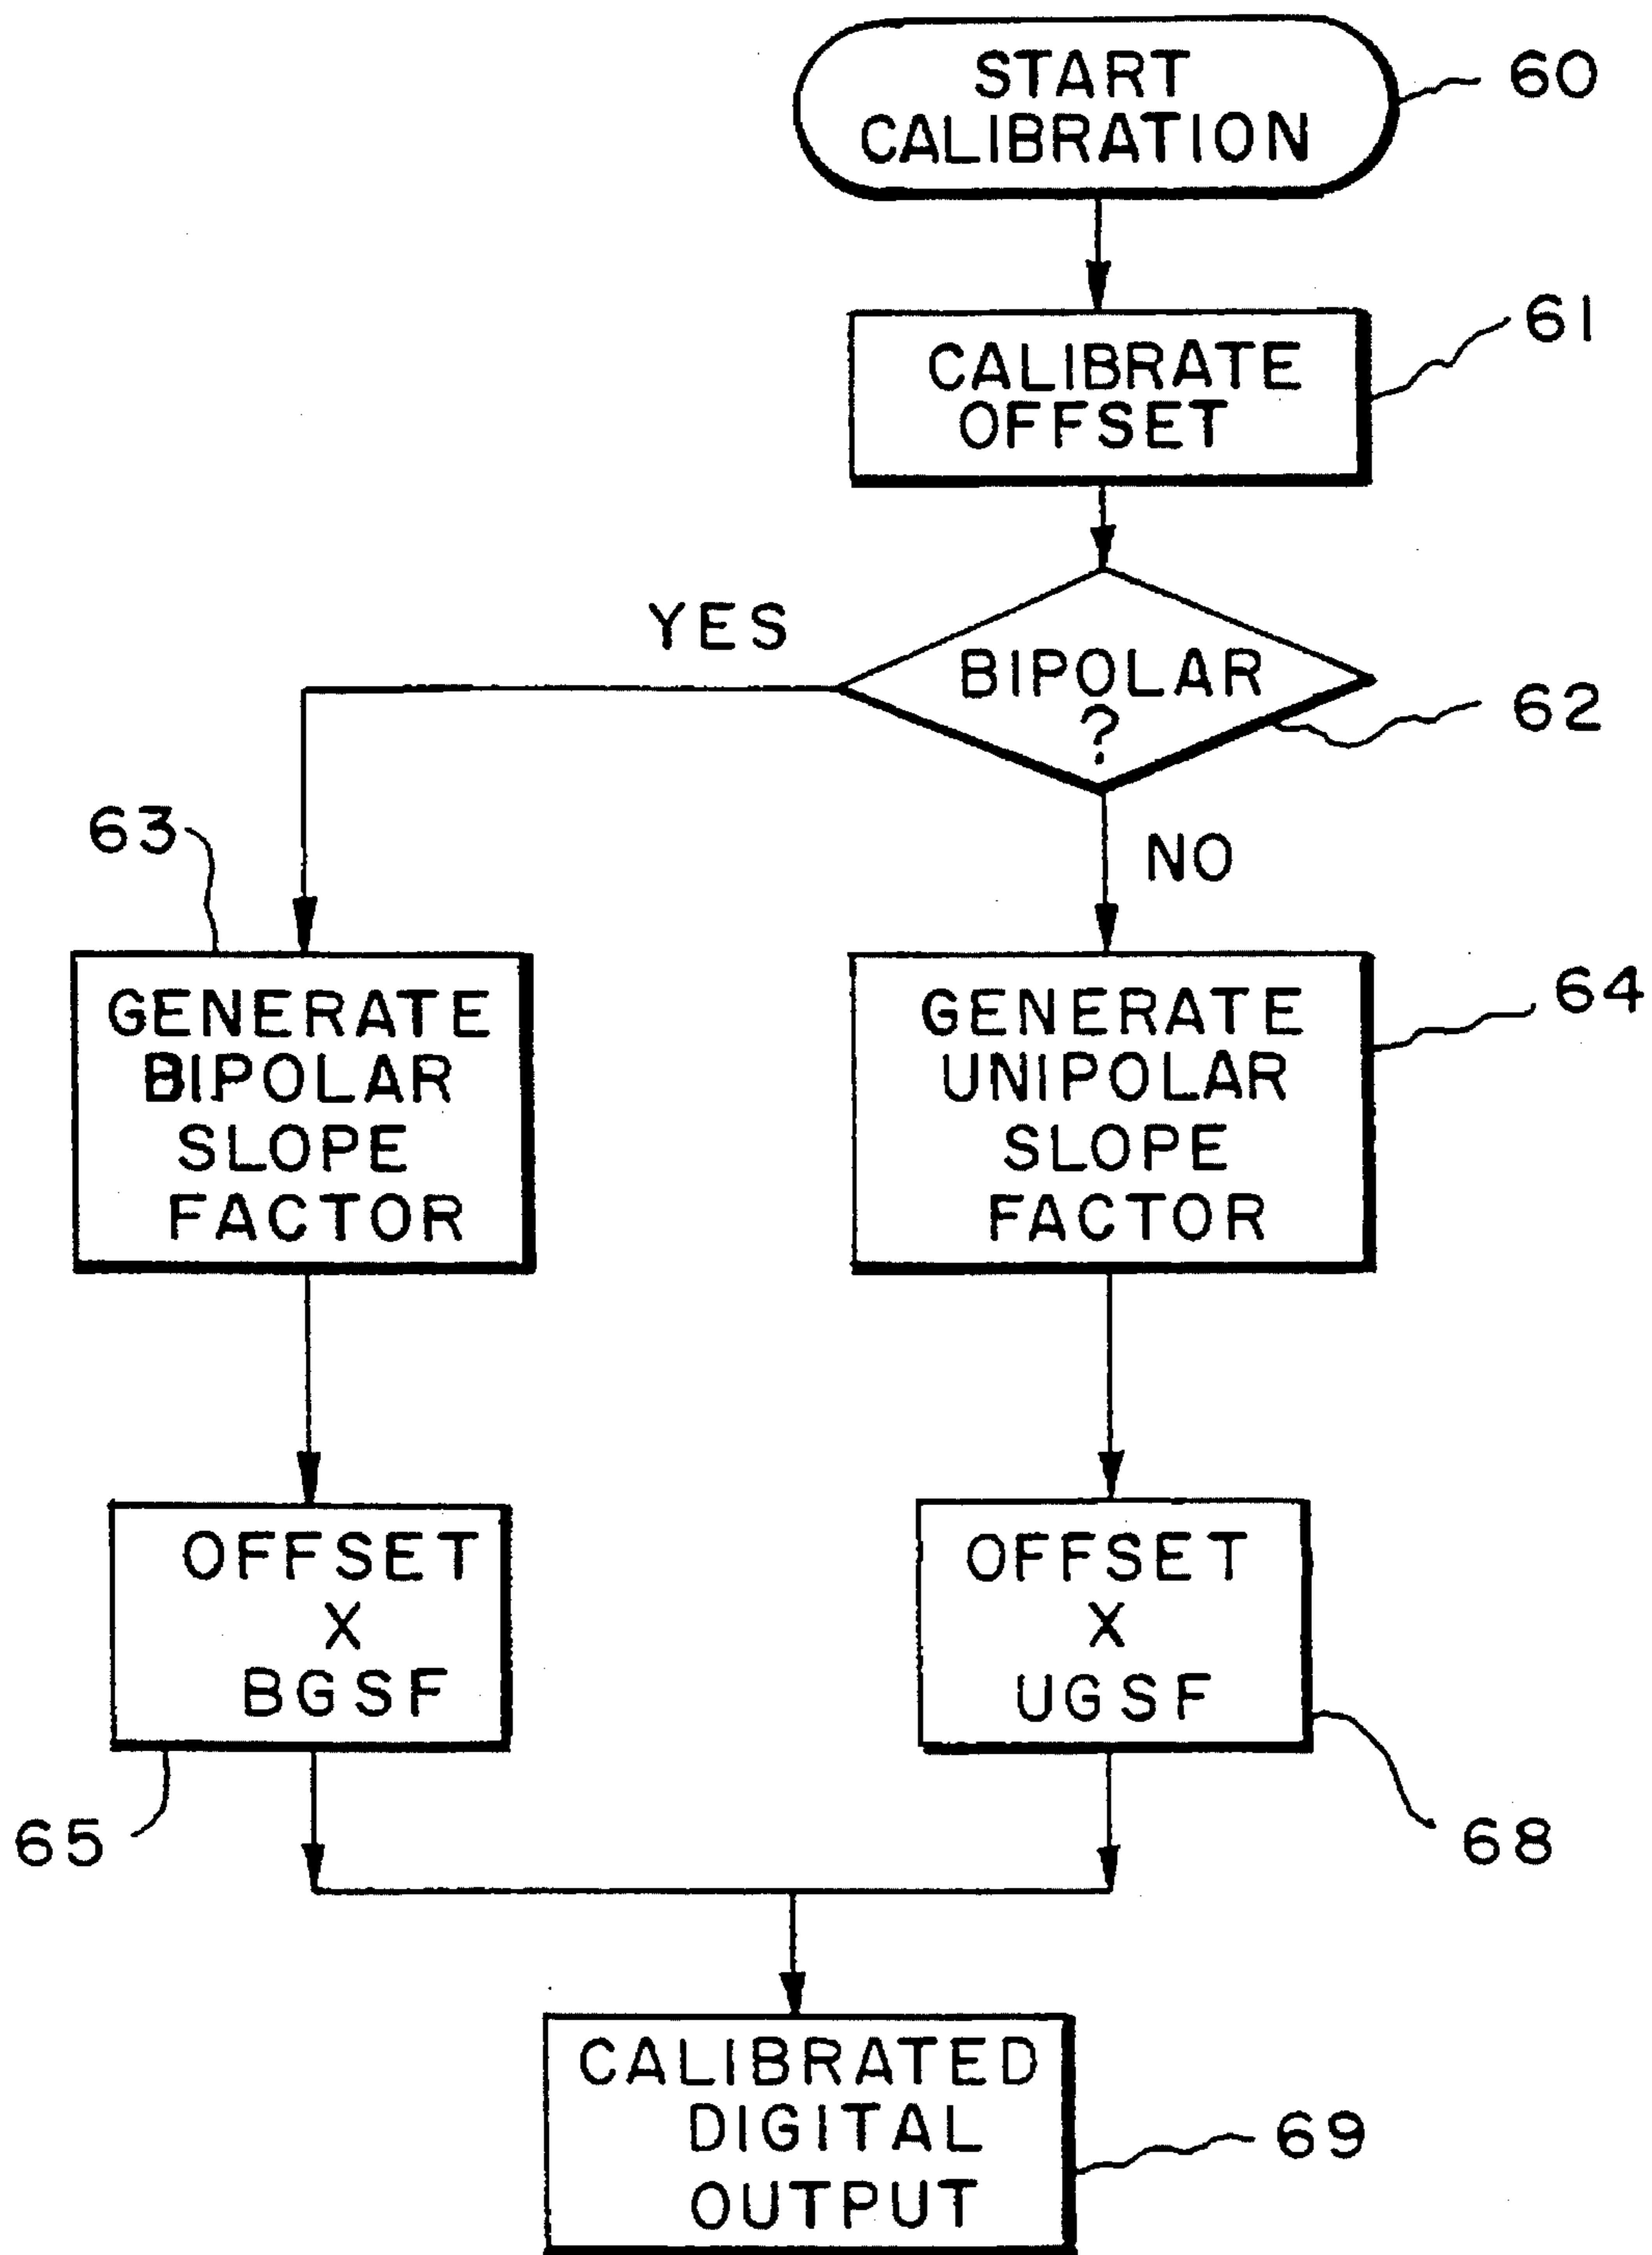 START
CALIBRATION
60
CALIBRATE
OFFSET
61
YES
BIPOLAR
?
62
NO
63
GENERATE
BIPOLAR
SLOPE
FACTOR
GENERATE
UNIPOLAR
SLOPE
FACTOR
64
OFFSET
X
BGSF
65
OFFSET
X
UGSF
68
CALIBRATED
DIGITAL
OUTPUT
69